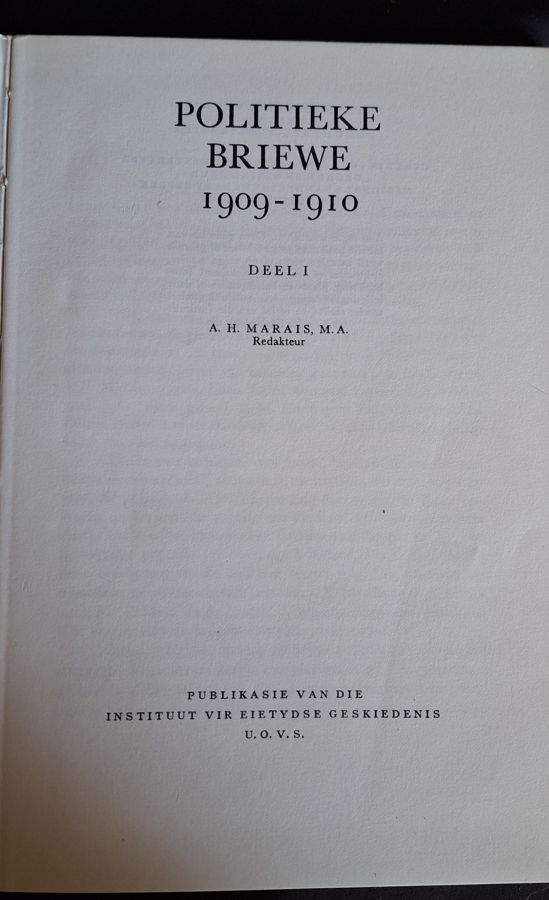 POLITIEKE
BRIEWE
1909-1910
DEEL I
A. H. MARAIS, M.A.
Redakteur
PUBLIKASIE VAN DIE
INSTITUUT VIR EIETYDSE GESKIEDENIS
U. O. V. S.